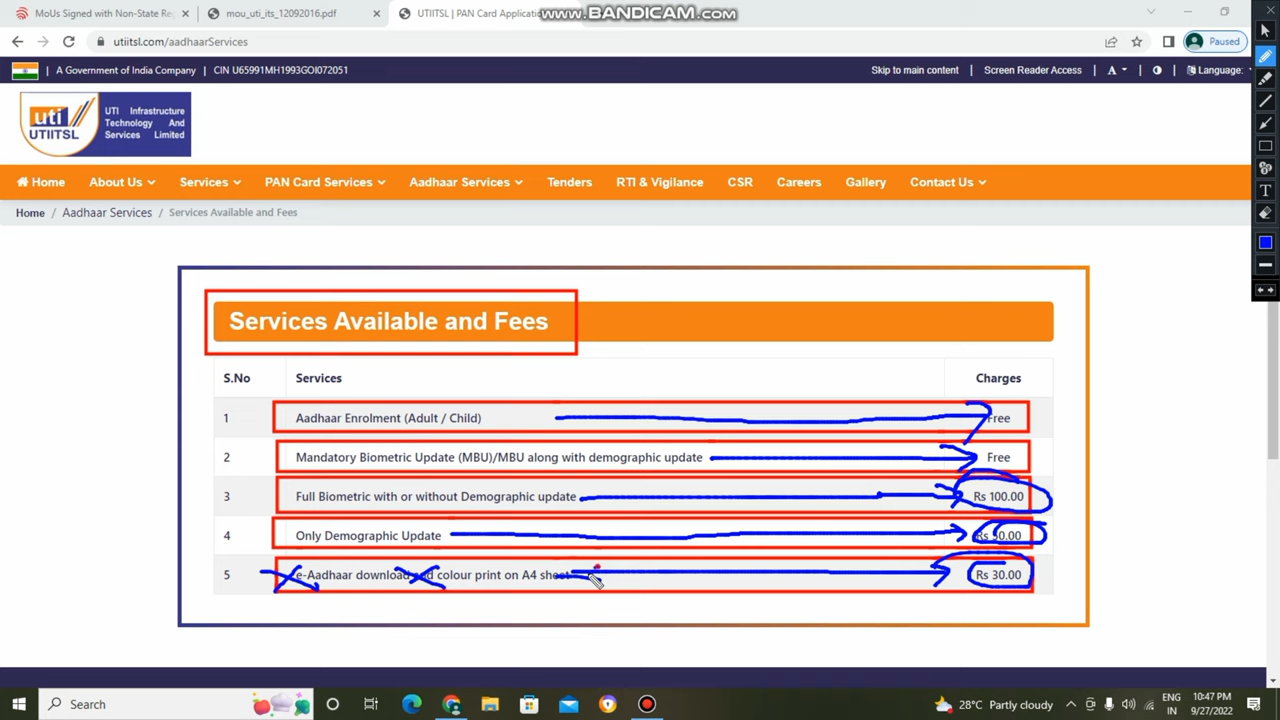 MoUs Signed with Non-State Re
mou_uti_its_12092016.pdf
UTIITSL | PAN Card Applicatio
www.BANDICAM.com
utiitsl.com/aadhaarServices
Paused
A Government of India Company | CIN U65991MH1993GOI072051
Skip to main content | Screen Reader Access | A | Language:
uti
UTIITSL
UTI Infrastructure
Technology And
Services Limited
Home About Us Services PAN Card Services Aadhaar Services Tenders RTI & Vigilance CSR Careers Gallery Contact Us
Home / Aadhaar Services / Services Available and Fees
Services Available and Fees
S.No Services Charges
1 Aadhaar Enrolment (Adult / Child) Free
2 Mandatory Biometric Update (MBU)/MBU along with demographic update Free
3 Full Biometric with or without Demographic update Rs 100.00
4 Only Demographic Update Rs 50.00
5 e-Aadhaar download and colour print on A4 sheet Rs 30.00
Search
28°C Partly cloudy
ENG
IN
10:47 PM
9/27/2022